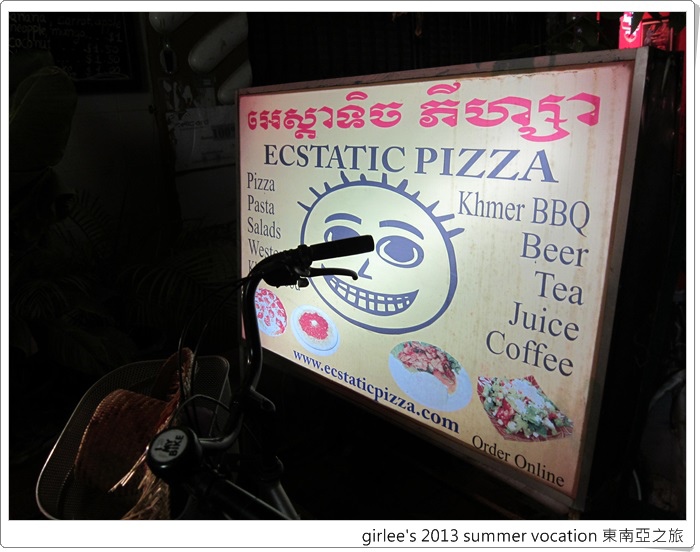 អេស្តាទិច ភីហ្សា
ECSTATIC PIZZA
Pizza
Pasta
Salads
Khmer BBQ
Beer
Tea
Juice
Coffee
www.ecstaticpizza.com
Order Online
girlee's 2013 summer vocation 東南亞之旅